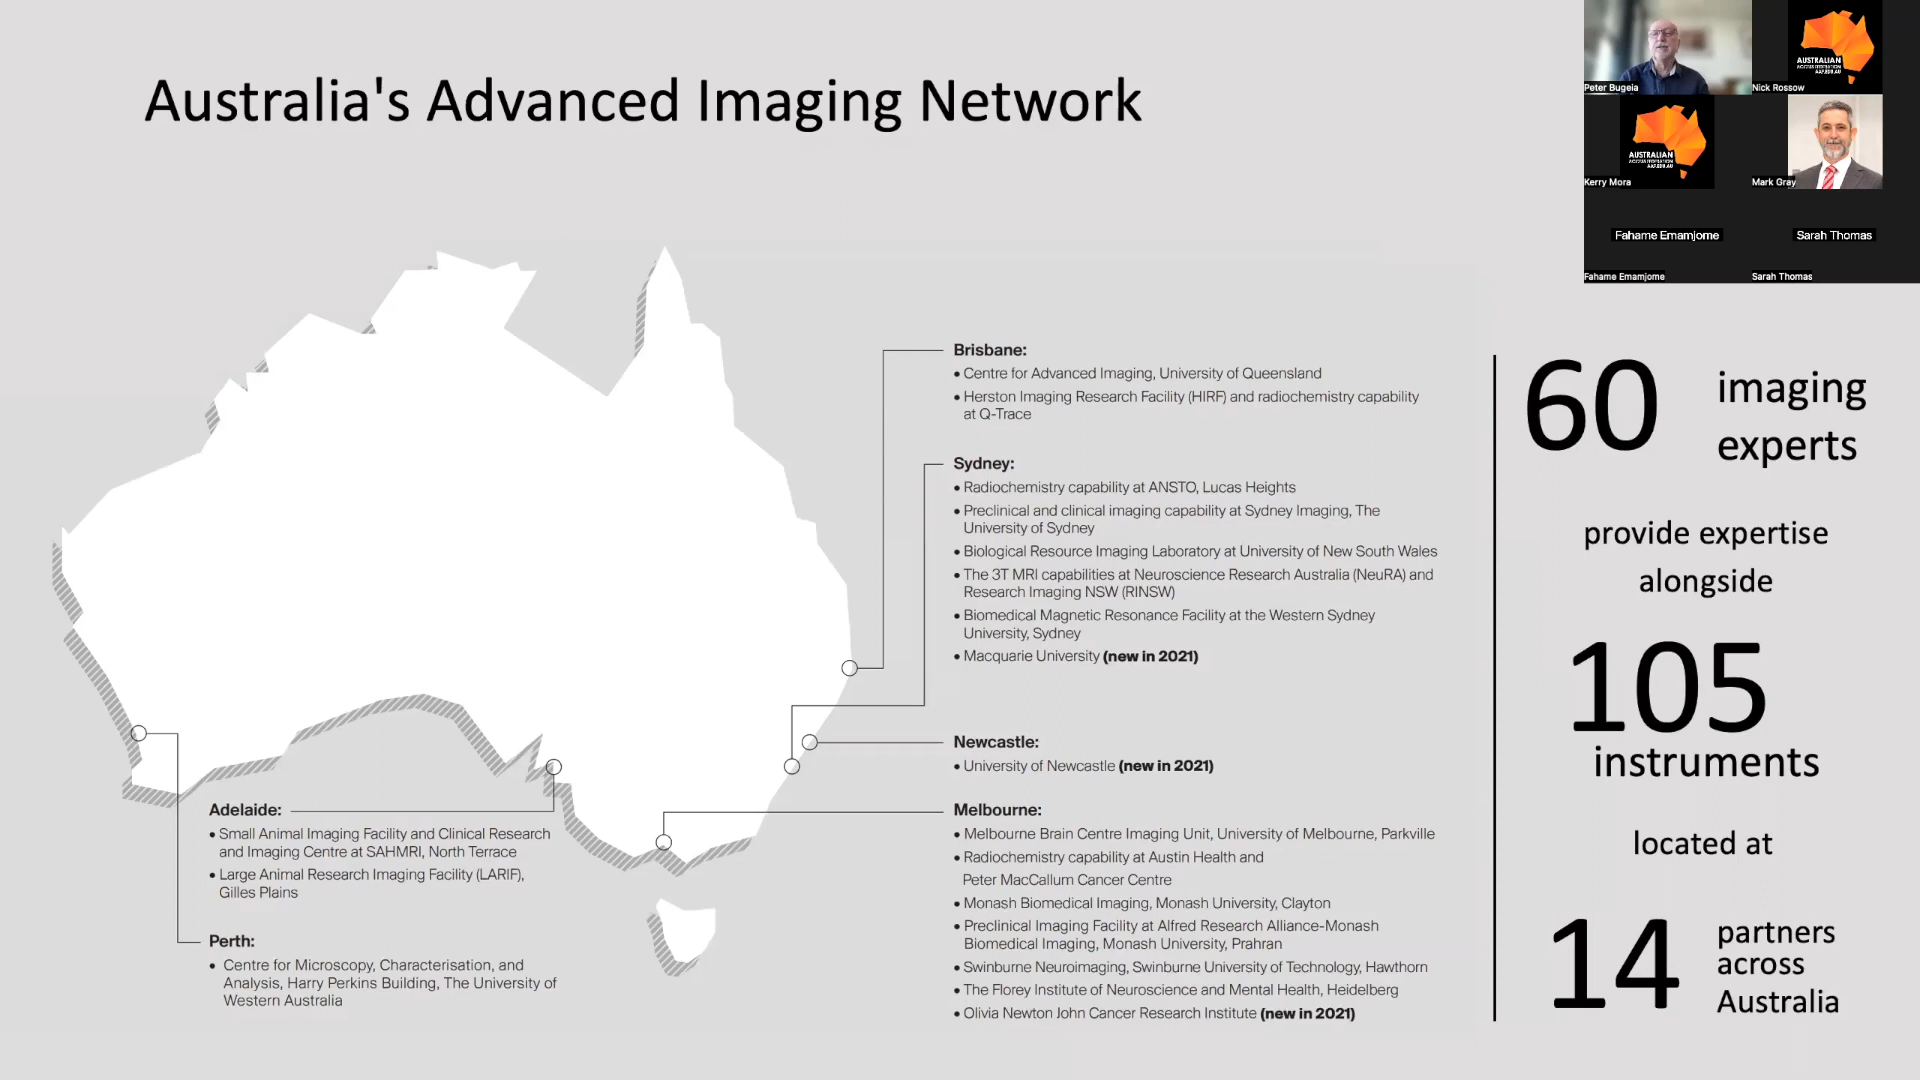 Australia's Advanced Imaging Network
Peter Bugeia
AUSTRALIAN
AAF.EDU.AU
Nick Rossow
AUSTRALIAN
AAF.EDU.AU
Kerry Mora
Mark Gray
Fahame Emamjome
Sarah Thomas
Fahame Emamjome
Sarah Thomas
Brisbane:
• Centre for Advanced Imaging, University of Queensland
• Herston Imaging Research Facility (HIRF) and radiochemistry capability
at Q-Trace
Sydney:
• Radiochemistry capability at ANSTO, Lucas Heights
• Preclinical and clinical imaging capability at Sydney Imaging, The
University of Sydney
• Biological Resource Imaging Laboratory at University of New South Wales
• The 3T MRI capabilities at Neuroscience Research Australia (NeuRA) and
Research Imaging NSW (RINSW)
• Biomedical Magnetic Resonance Facility at the Western Sydney
University, Sydney
• Macquarie University (new in 2021)
Newcastle:
• University of Newcastle (new in 2021)
Melbourne:
• Melbourne Brain Centre Imaging Unit, University of Melbourne, Parkville
• Radiochemistry capability at Austin Health and
Peter MacCallum Cancer Centre
• Monash Biomedical Imaging, Monash University, Clayton
• Preclinical Imaging Facility at Alfred Research Alliance-Monash
Biomedical Imaging, Monash University, Prahran
• Swinburne Neuroimaging, Swinburne University of Technology, Hawthorn
• The Florey Institute of Neuroscience and Mental Health, Heidelberg
• Olivia Newton John Cancer Research Institute (new in 2021)
Adelaide:
• Small Animal Imaging Facility and Clinical Research
and Imaging Centre at SAHMRI, North Terrace
• Large Animal Research Imaging Facility (LARIF),
Gilles Plains
Perth:
• Centre for Microscopy, Characterisation, and
Analysis, Harry Perkins Building, The University of
Western Australia
60 imaging
experts
provide expertise
alongside
105
instruments
located at
14 partners
across
Australia